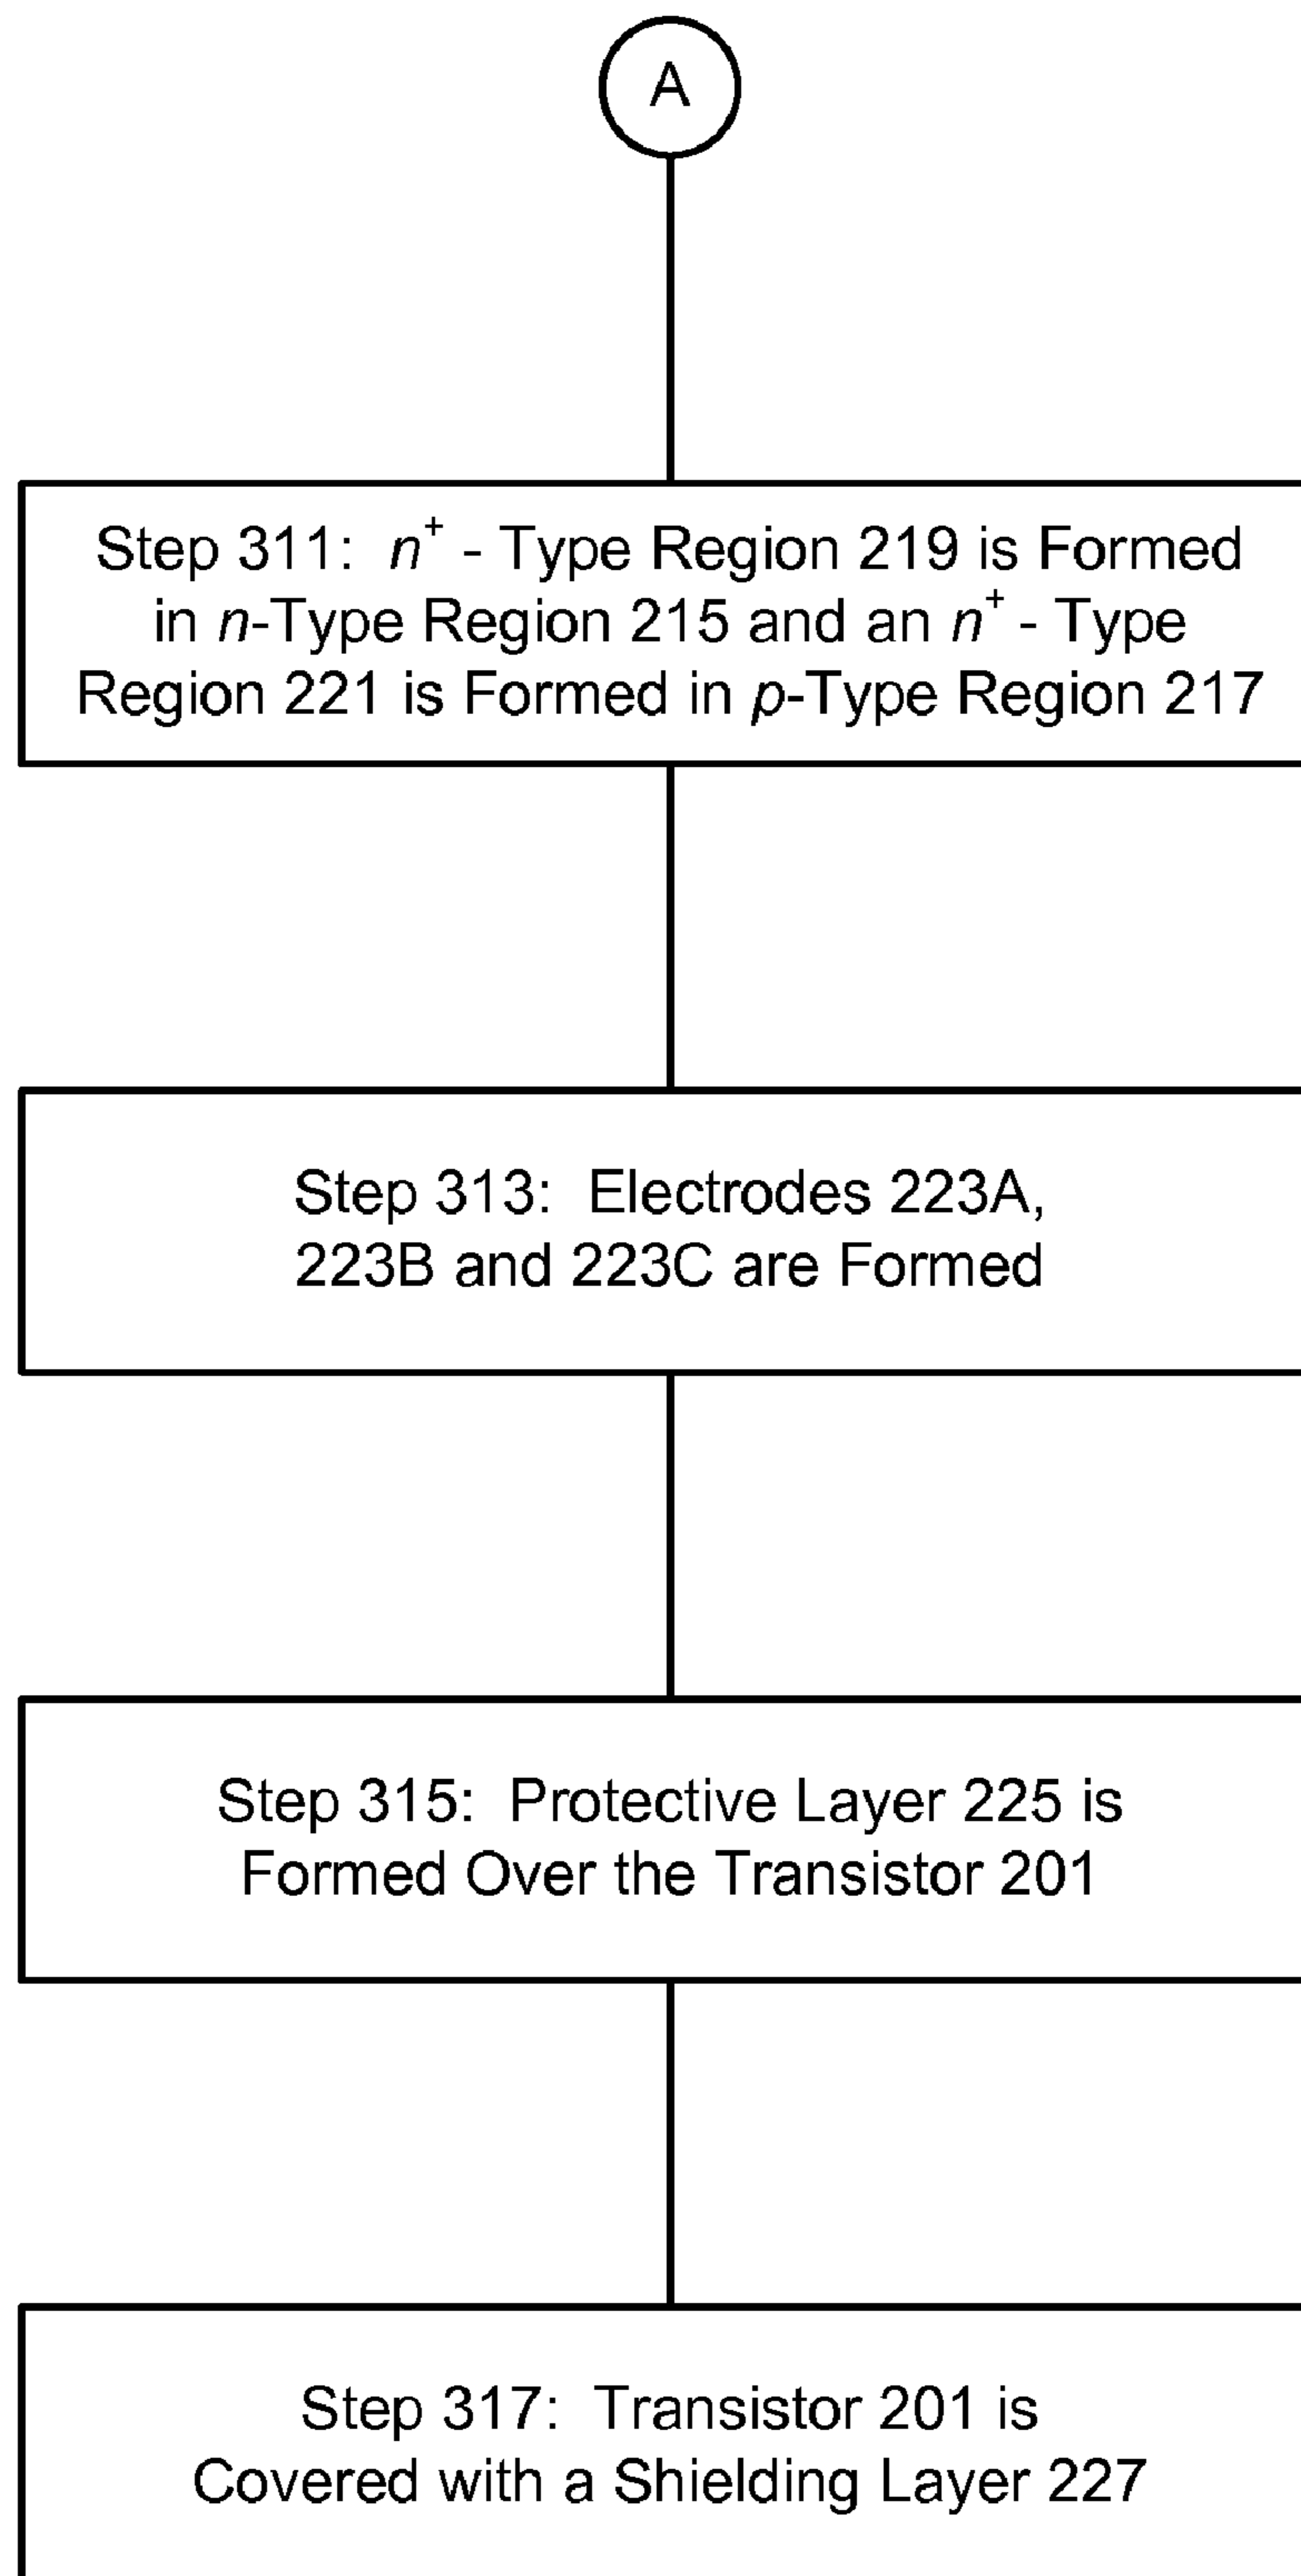 A
Step 311: n⁺ - Type Region 219 is Formed
in n-Type Region 215 and an n⁺ - Type
Region 221 is Formed in p-Type Region 217
Step 313: Electrodes 223A,
223B and 223C are Formed
Step 315: Protective Layer 225 is
Formed Over the Transistor 201
Step 317: Transistor 201 is
Covered with a Shielding Layer 227